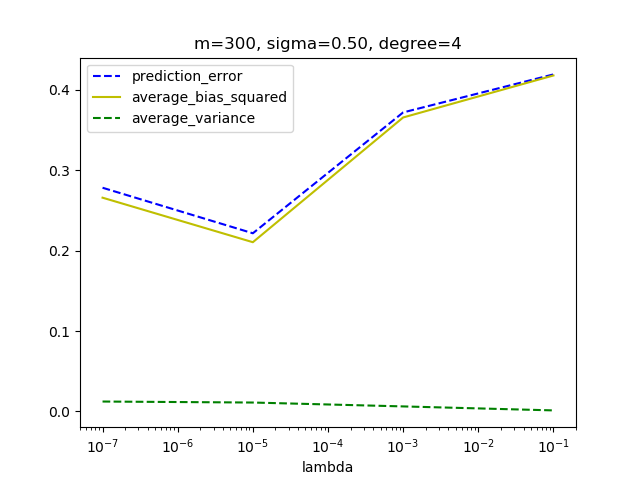 m=300, sigma=0.50, degree=4
prediction_error
average_bias_squared
average_variance
0.4
0.3
0.2
0.1
0.0
10⁻⁷ 10⁻⁶ 10⁻⁵ 10⁻⁴ 10⁻³ 10⁻² 10⁻¹
lambda